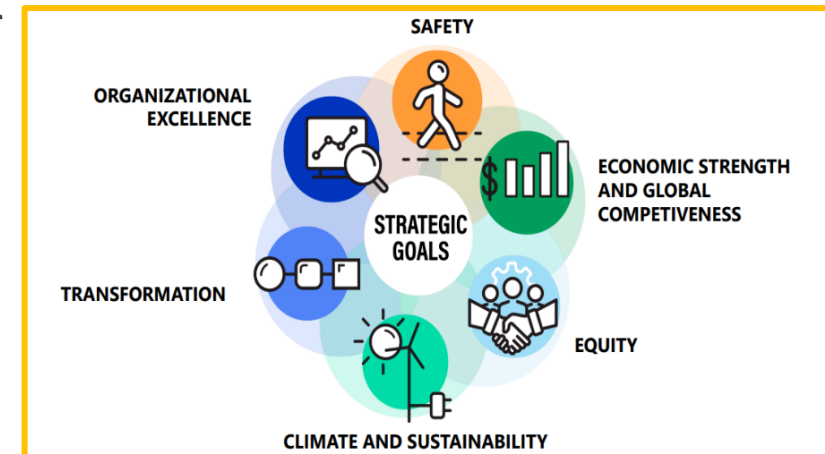 SAFETY
ORGANIZATIONAL
EXCELLENCE
$
ECONOMIC STRENGTH
AND GLOBAL
COMPETIVENESS
STRATEGIC
GOALS
TRANSFORMATION
EQUITY
CLIMATE AND SUSTAINABILITY